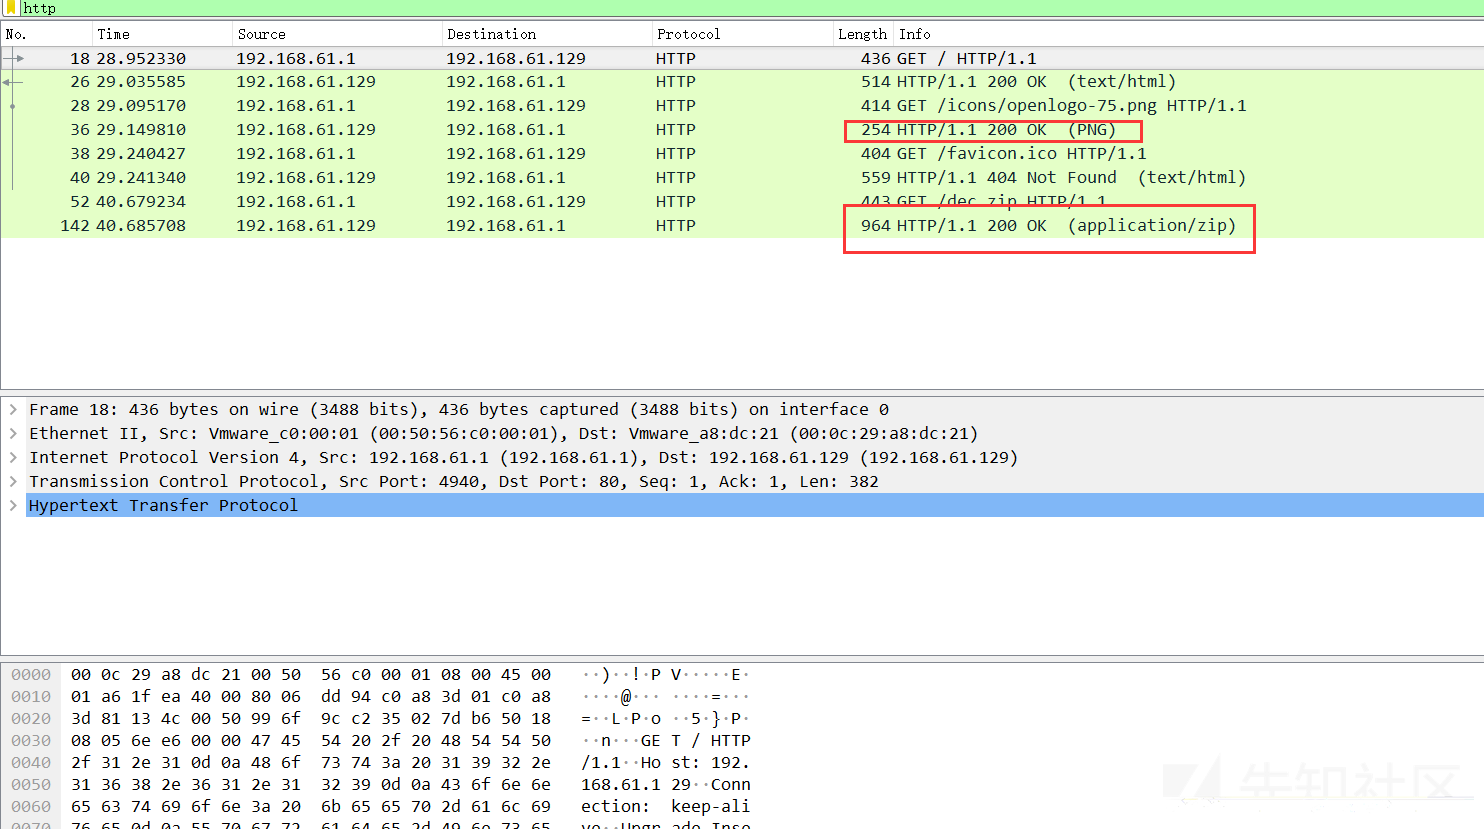 http
No. Time Source Destination Protocol Length Info
18 28.952330 192.168.61.1 192.168.61.129 HTTP 436 GET / HTTP/1.1
26 29.035585 192.168.61.129 192.168.61.1 HTTP 514 HTTP/1.1 200 OK (text/html)
28 29.095170 192.168.61.1 192.168.61.129 HTTP 414 GET /icons/openlogo-75.png HTTP/1.1
36 29.149810 192.168.61.129 192.168.61.1 HTTP 254 HTTP/1.1 200 OK (PNG)
38 29.240427 192.168.61.1 192.168.61.129 HTTP 404 GET /favicon.ico HTTP/1.1
40 29.241340 192.168.61.129 192.168.61.1 HTTP 559 HTTP/1.1 404 Not Found (text/html)
52 40.679234 192.168.61.1 192.168.61.129 HTTP 443 GET /dec.zip HTTP/1.1
142 40.685708 192.168.61.129 192.168.61.1 HTTP 964 HTTP/1.1 200 OK (application/zip)
Frame 18: 436 bytes on wire (3488 bits), 436 bytes captured (3488 bits) on interface 0
Ethernet II, Src: Vmware_c0:00:01 (00:50:56:c0:00:01), Dst: Vmware_a8:dc:21 (00:0c:29:a8:dc:21)
Internet Protocol Version 4, Src: 192.168.61.1 (192.168.61.1), Dst: 192.168.61.129 (192.168.61.129)
Transmission Control Protocol, Src Port: 4940, Dst Port: 80, Seq: 1, Ack: 1, Len: 382
Hypertext Transfer Protocol
0000 00 0c 29 a8 dc 21 00 50 56 c0 00 01 08 00 45 00 ··)··!·P V·····E·
0010 01 a6 1f ea 40 00 80 06 dd 94 c0 a8 3d 01 c0 a8 ····@··· ····=···
0020 3d 81 13 4c 00 50 99 6f 9c c2 35 02 7d b6 50 18 =··L·P·o ··5·}·P·
0030 08 05 6e e6 00 00 47 45 54 20 2f 20 48 54 54 50 ··n···GE T / HTTP
0040 2f 31 2e 31 0d 0a 48 6f 73 74 3a 20 31 39 32 2e /1.1··Ho st: 192.
0050 31 36 38 2e 36 31 2e 31 32 39 0d 0a 43 6f 6e 6e 168.61.1 29··Conn
0060 65 63 74 69 6f 6e 3a 20 6b 65 65 70 2d 61 6c 69 ection: keep-ali
0070 76 65 0d 0a 55 70 67 72 61 64 65 2d 49 6e 73 65 ve··Upgr ade-Inse
先知社区